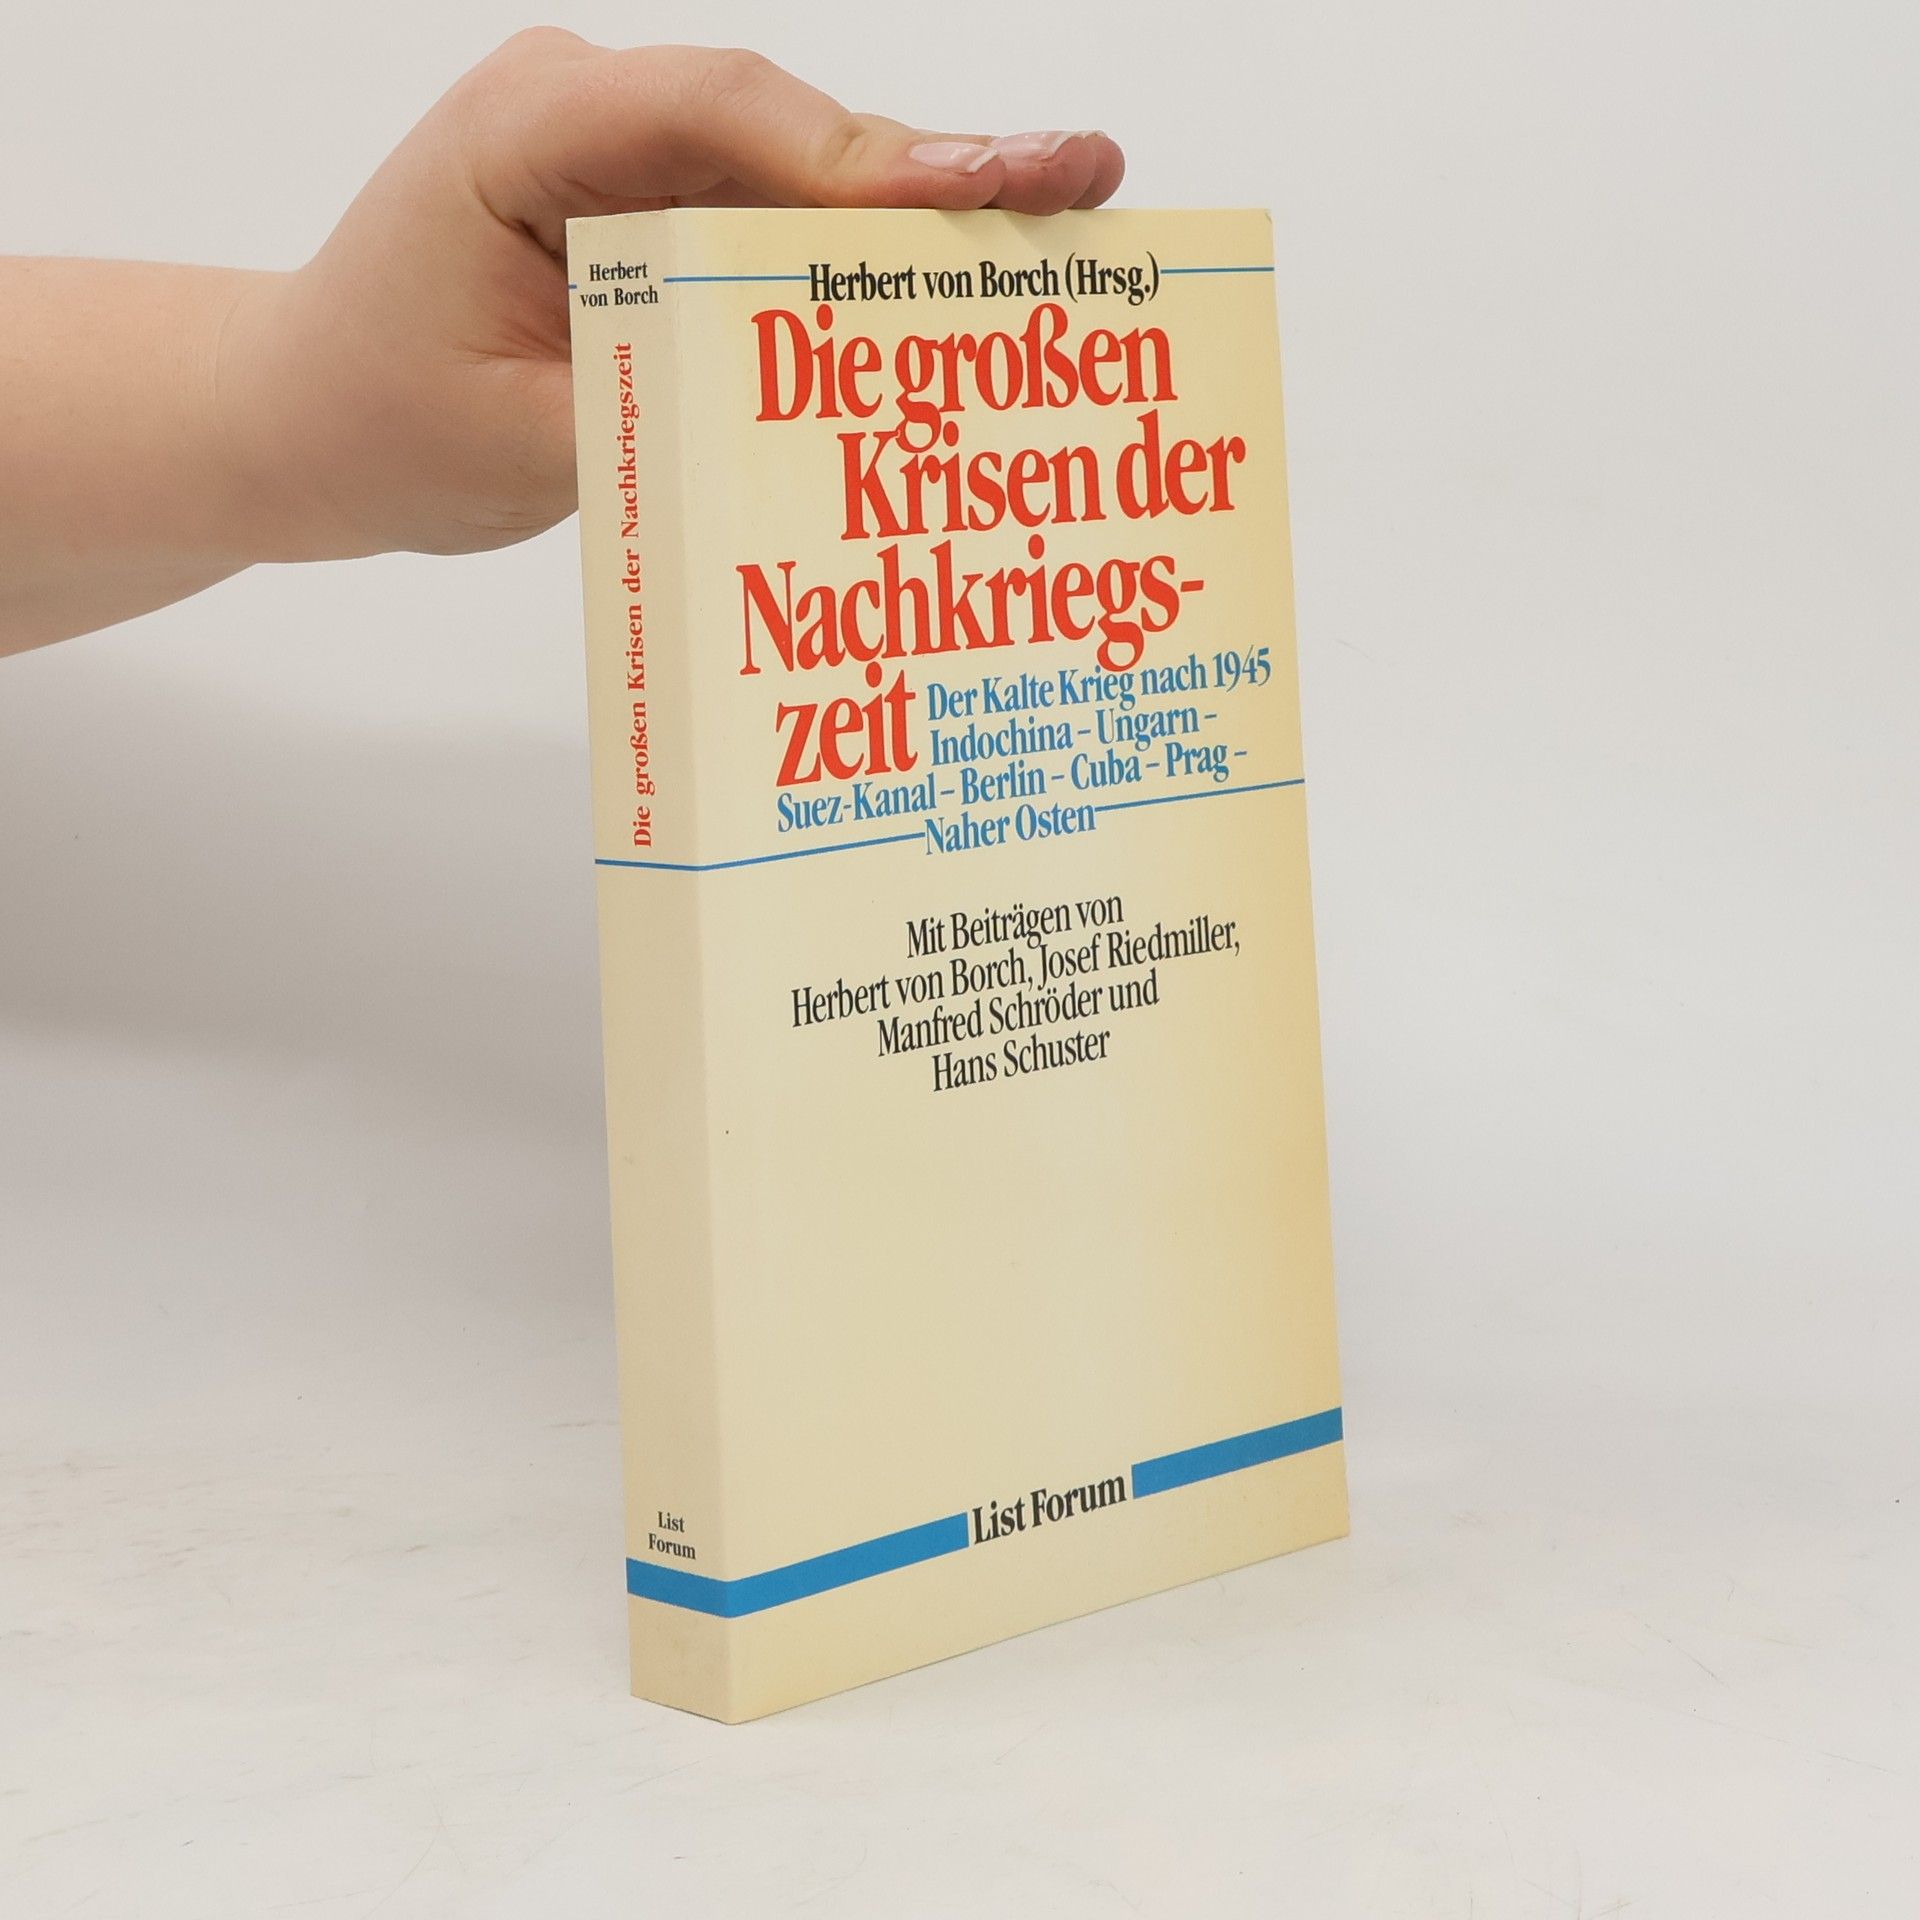 Herbert
von Borch
Die großen Krisen der Nachkriegszeit
List
Forum
Herbert von Borch (Hrsg.)
Die großen
Krisen der
Nachkriegs-
zeit
Der Kalte Krieg nach 1945
Indochina – Ungarn –
Suez-Kanal – Berlin – Cuba – Prag –
Naher Osten
Mit Beiträgen von
Herbert von Borch, Josef Riedmiller,
Manfred Schröder und
Hans Schuster
List Forum